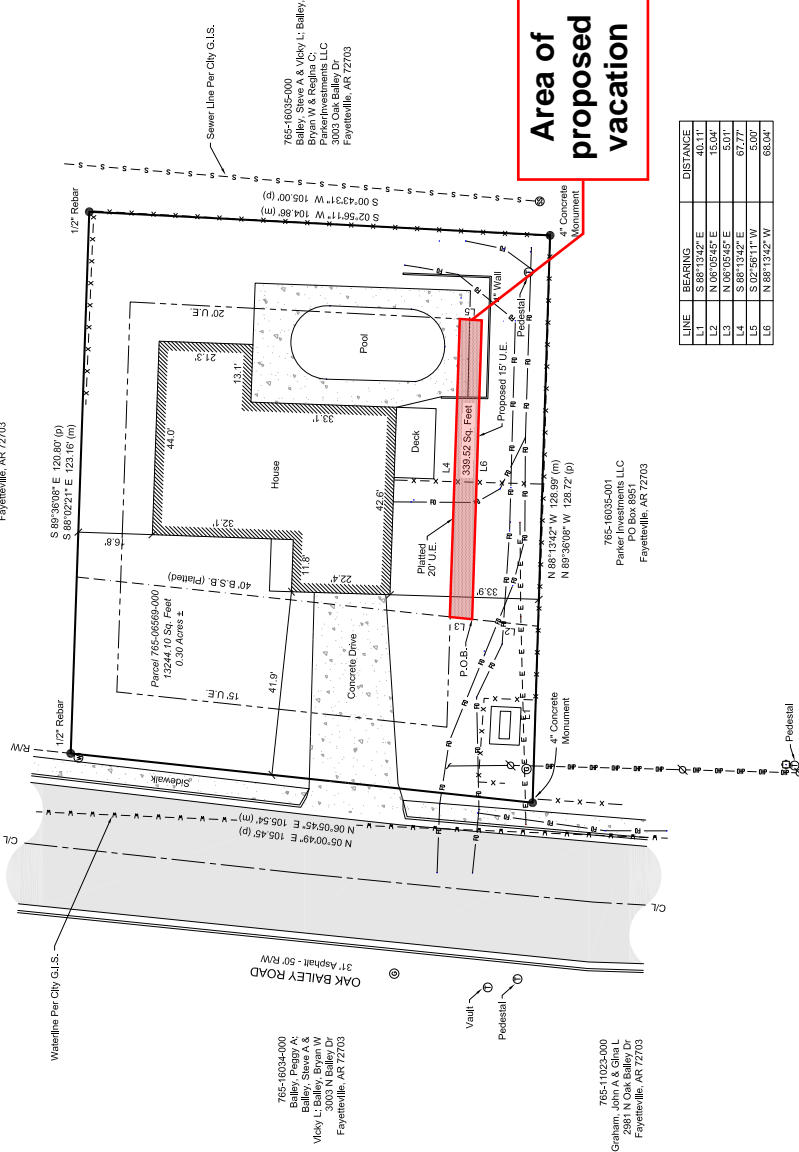 Fayetteville, AR 72703
Sewer Line Per City G.I.S.
765-16035-000
Bailey, Steve A & Vicky L; Bailey,
Bryan W & Regina C;
ParkerInvestments LLC
3003 Oak Bailey Dr
Fayetteville, AR 72703
Area of
proposed
vacation
1/2" Rebar
S 89°36'08" E 120.80' (p)
S 88°02'21" E 123.16' (m)
S 00°43'31" W 105.00' (p)
S 02°56'11" W 104.86' (m)
4" Concrete
Monument
20' U.E.
Pool
21.3'
13.1'
33.1'
44.0'
House
32.1'
11.8'
22.4'
42.6'
Deck
L5
Wall
Pedestal
Proposed 15' U.E.
339.52 Sq. Feet
L4
L6
Platted
20' U.E.
L3
33.9'
L2
P.O.B.
16.8'
40' B.S.B. (Platted)
Parcel 765-06569-000
13244.10 Sq. Feet
0.30 Acres ±
15' U.E.
41.9'
Concrete Drive
L1
4" Concrete
Monument
N 88°13'42" W 128.99' (m)
N 89°36'08" W 128.72' (p)
765-16035-001
Parker Investments LLC
PO Box 8951
Fayetteville, AR 72703
LINE BEARING DISTANCE
L1 S 88°13'42" E 40.11'
L2 N 06°05'45" E 15.04'
L3 N 06°05'45" E 5.01'
L4 S 88°13'42" E 67.77'
L5 S 02°56'11" W 5.00'
L6 N 88°13'42" W 68.04'
1/2" Rebar
R/W
Sidewalk
N 06°05'45" E 105.54' (m)
N 05°00'49" E 105.45' (p)
C/L
C/L
Waterline Per City G.I.S.
31' Asphalt - 50' R/W
OAK BAILEY ROAD
Vault
Pedestal
Pedestal
765-16034-000
Bailey, Peggy A;
Bailey, Steve A &
Vicky L; Bailey, Bryan W
3003 N Bailey Dr
Fayetteville, AR 72703
765-11023-000
Graham, John A & Gina L
2981 N Oak Bailey Dr
Fayetteville, AR 72703